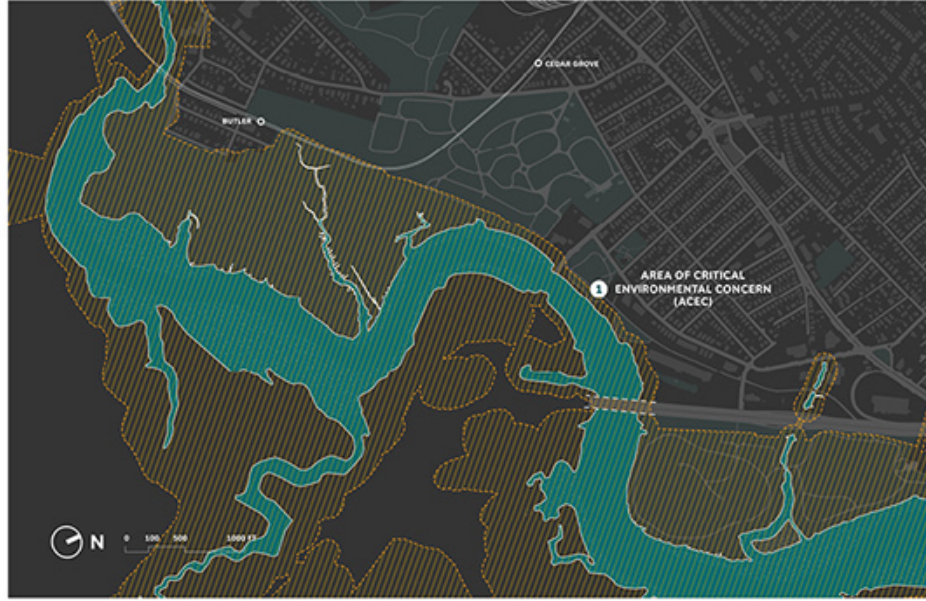 CEDAR GROVE
BUTLER
1
AREA OF CRITICAL
ENVIRONMENTAL CONCERN
(ACEC)
N
0 100 500 1000 FT